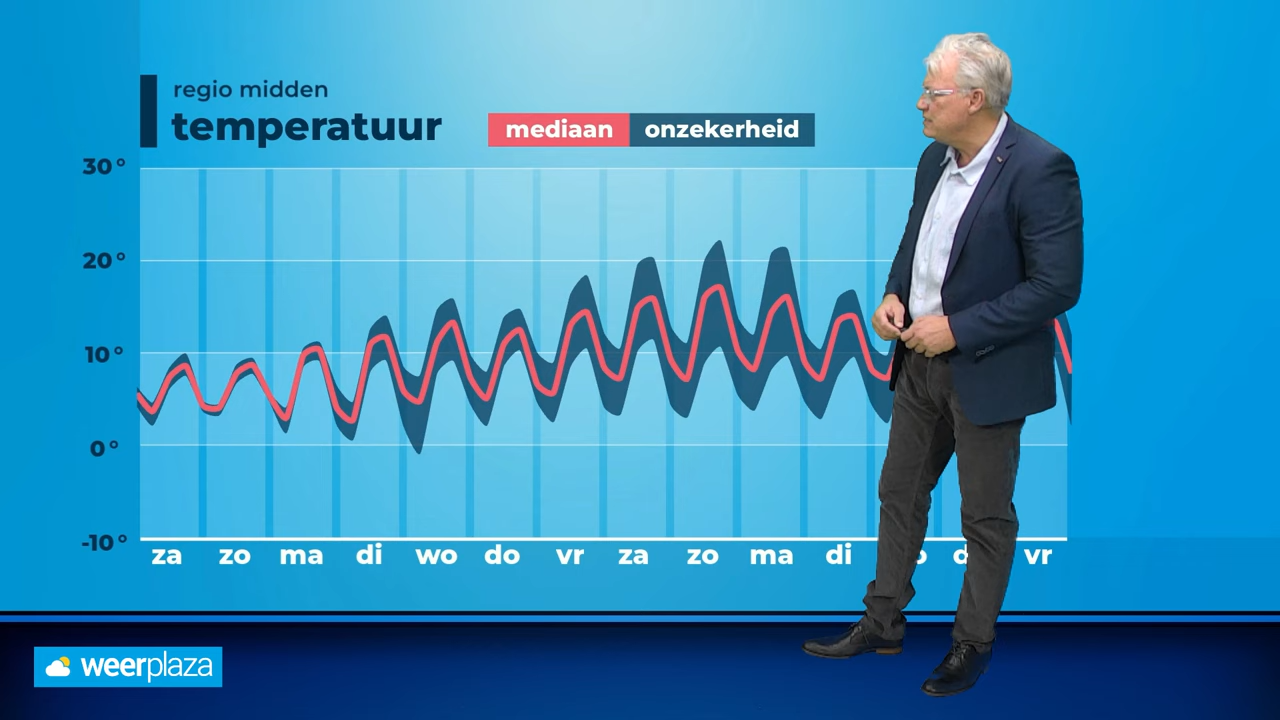 regio midden
temperatuur
mediaan onzekerheid
30°
20°
10°
0°
-10°
za zo ma di wo do vr za zo ma di vr
weerplaza